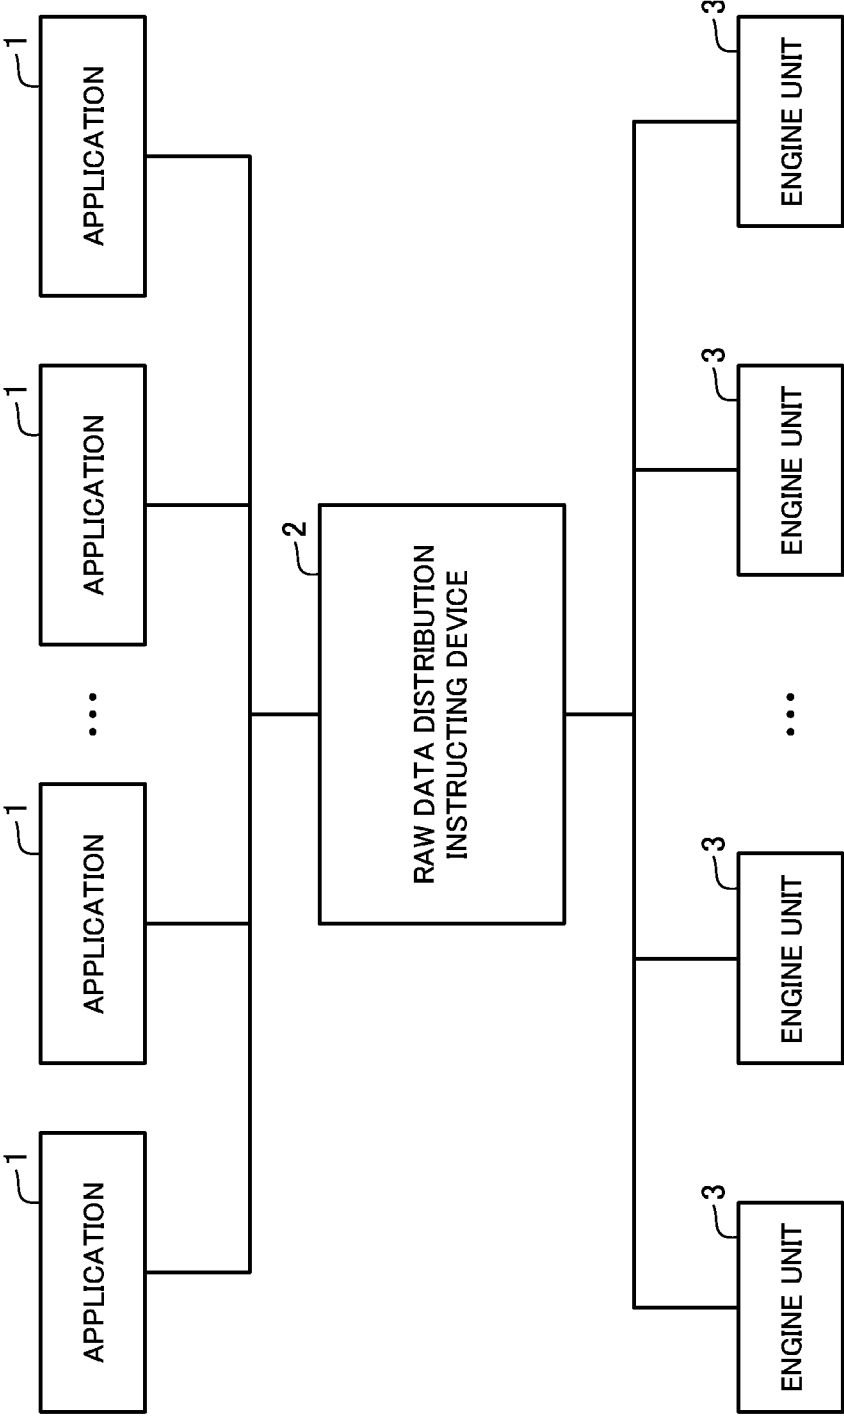 1
APPLICATION
1
APPLICATION
...
1
APPLICATION
1
APPLICATION
2
RAW DATA DISTRIBUTION
INSTRUCTING DEVICE
3
ENGINE UNIT
3
ENGINE UNIT
...
3
ENGINE UNIT
3
ENGINE UNIT